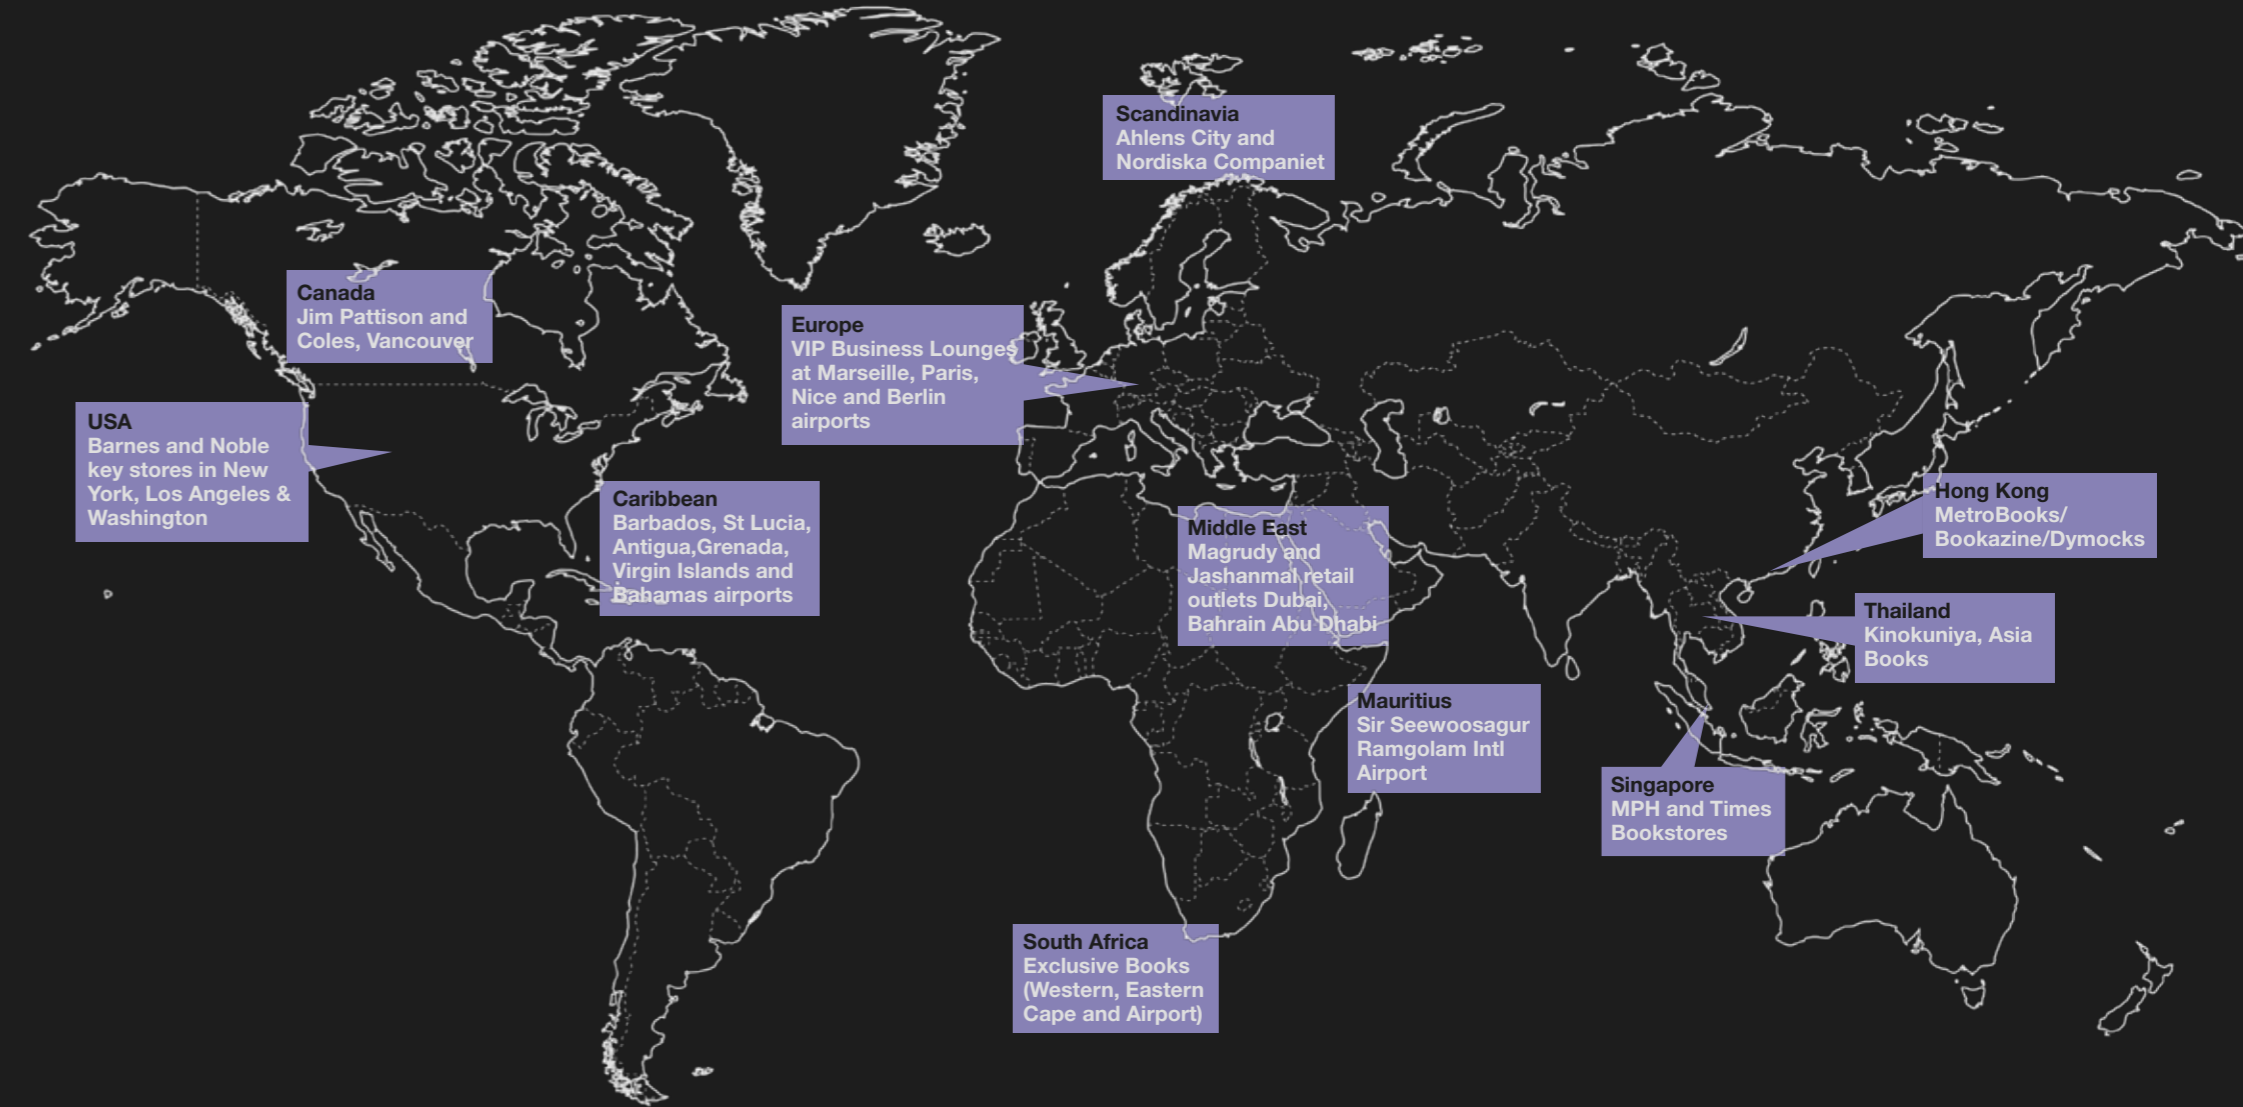 Scandinavia
Ahlens City and
Nordiska Companiet
Canada
Jim Pattison and
Coles, Vancouver
Europe
VIP Business Lounges
at Marseille, Paris,
Nice and Berlin
airports
USA
Barnes and Noble
key stores in New
York, Los Angeles &
Washington
Caribbean
Barbados, St Lucia,
Antigua,Grenada,
Virgin Islands and
Bahamas airports
Middle East
Magrudy and
Jashanmal retail
outlets Dubai,
Bahrain Abu Dhabi
Hong Kong
MetroBooks/
Bookazine/Dymocks
Thailand
Kinokuniya, Asia
Books
Mauritius
Sir Seewoosagur
Ramgolam Intl
Airport
Singapore
MPH and Times
Bookstores
South Africa
Exclusive Books
(Western, Eastern
Cape and Airport)